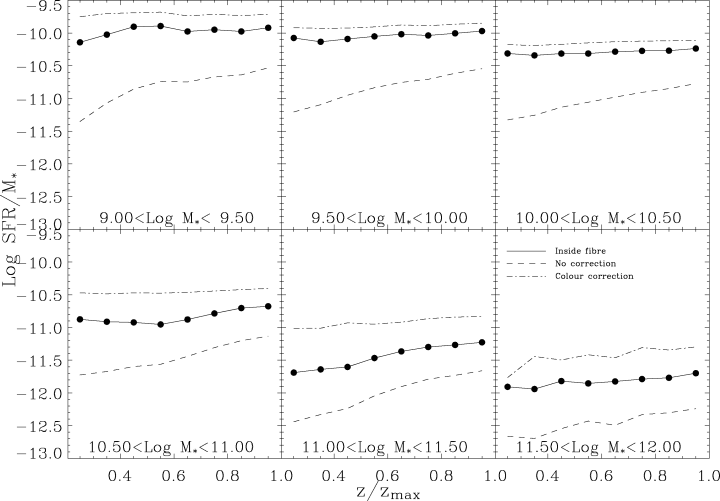 −9.5
−10.0
−10.5
−11.0
−11.5
−12.0
−12.5
−13.0
9.00<Log M*< 9.50
9.50<Log M*<10.00
10.00<Log M*<10.50
−9.5
−10.0
−10.5
−11.0
−11.5
−12.0
−12.5
−13.0
Log SFR/M*
Inside fibre
No correction
Colour correction
10.50<Log M*<11.00
11.00<Log M*<11.50
11.50<Log M*<12.00
0.4 0.6 0.8 1.0 0.4 0.6 0.8 1.0 0.4 0.6 0.8 1.0
z/zmax